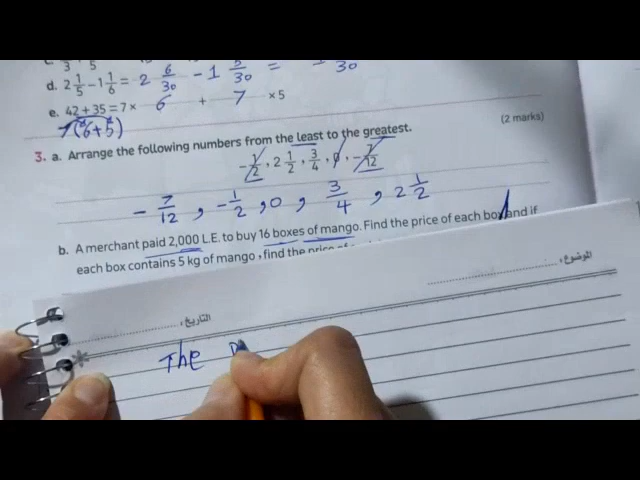 d. 2 1/5 - 1 1/6 = 2 6/30 - 1 5/30 = 1/30
e. 42 + 35 = 7 × 6 + 7 × 5
7(6+5)
3. a. Arrange the following numbers from the least to the greatest.
(2 marks)
-1/2 , 2 1/2 , 3/4 , 0 , -7/12
-7/12 , -1/2 , 0 , 3/4 , 2 1/2
b. A merchant paid 2,000 L.E. to buy 16 boxes of mango. Find the price of each box and if
each box contains 5 kg of mango , find the price of
الموضوع :
التاريخ :
The